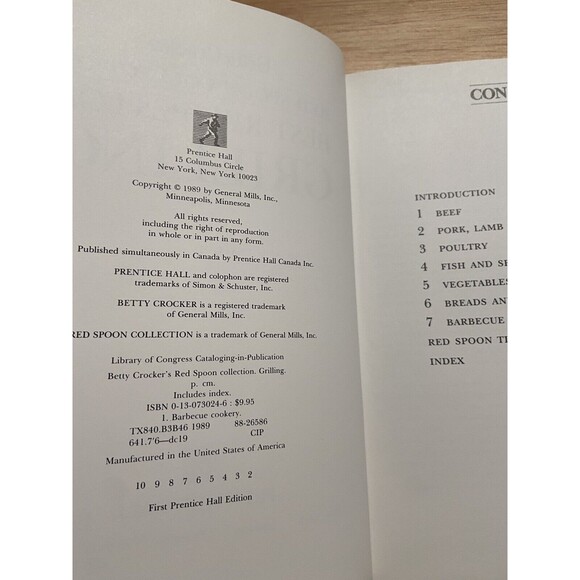 Prentice Hall
15 Columbus Circle
New York, New York 10023
Copyright © 1989 by General Mills, Inc.,
Minneapolis, Minnesota
All rights reserved,
including the right of reproduction
in whole or in part in any form.
Published simultaneously in Canada by Prentice Hall Canada Inc.
PRENTICE HALL and colophon are registered
trademarks of Simon & Schuster, Inc.
BETTY CROCKER is a registered trademark
of General Mills, Inc.
RED SPOON COLLECTION is a trademark of General Mills, Inc.
Library of Congress Cataloging-in-Publication
Betty Crocker's Red Spoon collection. Grilling.
p. cm.
Includes index.
ISBN 0-13-073024-6 : $9.95
1. Barbecue cookery.
TX840.B3B46 1989 88-26586
641.7'6—dc19 CIP
Manufactured in the United States of America
10 9 8 7 6 5 4 3 2
First Prentice Hall Edition
CON
INTRODUCTION
1 BEEF
2 PORK, LAMB
3 POULTRY
4 FISH AND SE
5 VEGETABLES
6 BREADS AN
7 BARBECUE
RED SPOON TI
INDEX